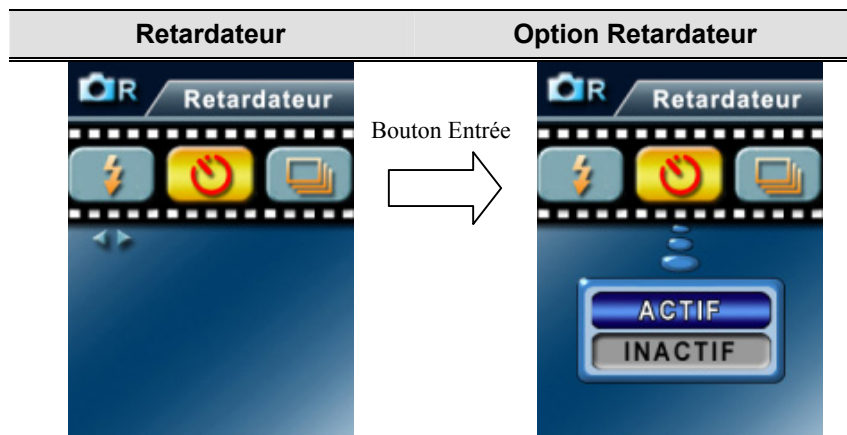 Retardateur Option Retardateur
R Retardateur
Bouton Entrée
R Retardateur
ACTIF
INACTIF